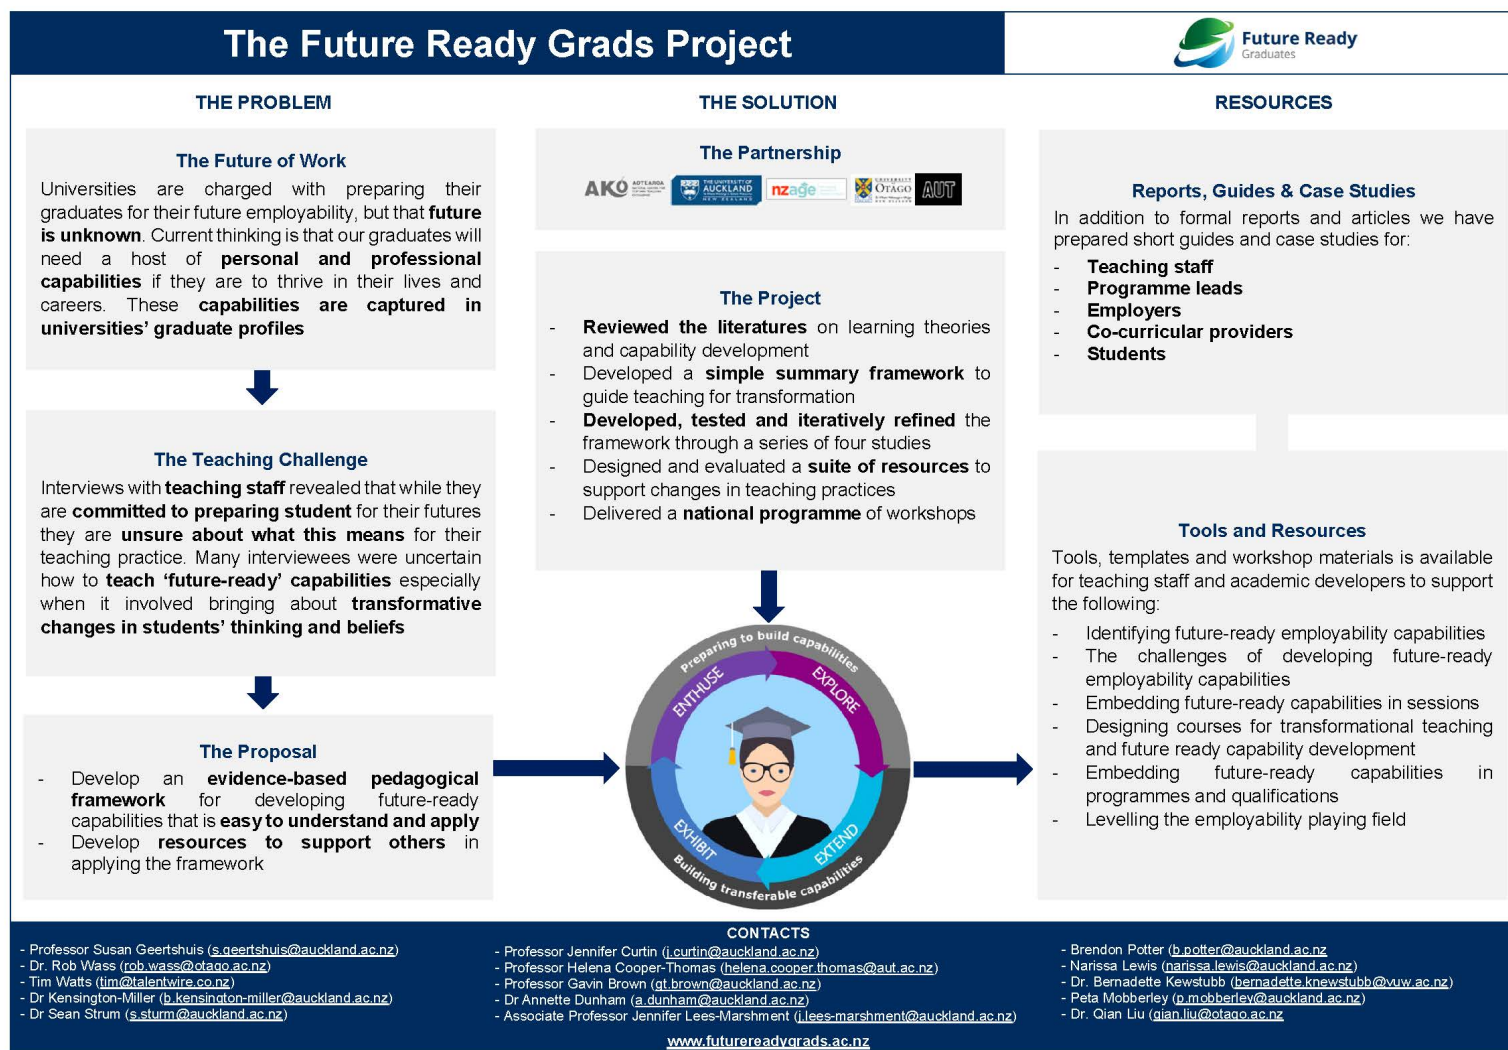 The Future Ready Grads Project
Future Ready
Graduates
THE PROBLEM
The Future of Work
Universities are charged with preparing their
graduates for their future employability, but that future
is unknown. Current thinking is that our graduates will
need a host of personal and professional
capabilities if they are to thrive in their lives and
careers. These capabilities are captured in
universities' graduate profiles
The Teaching Challenge
Interviews with teaching staff revealed that while they
are committed to preparing student for their futures
they are unsure about what this means for their
teaching practice. Many interviewees were uncertain
how to teach 'future-ready' capabilities especially
when it involved bringing about transformative
changes in students' thinking and beliefs
The Proposal
- Develop an evidence-based pedagogical
framework for developing future-ready
capabilities that is easy to understand and apply
- Develop resources to support others in
applying the framework
THE SOLUTION
The Partnership
AKO AOTEAROA
THE UNIVERSITY OF
AUCKLAND
NEW ZEALAND
nzage
UNIVERSITY
OTAGO
NEW ZEALAND
AUT
The Project
- Reviewed the literatures on learning theories
and capability development
- Developed a simple summary framework to
guide teaching for transformation
- Developed, tested and iteratively refined the
framework through a series of four studies
- Designed and evaluated a suite of resources to
support changes in teaching practices
- Delivered a national programme of workshops
Preparing to build capabilities
ENTHUSE
EXPLORE
EXTEND
EXHIBIT
Building transferable capabilities
RESOURCES
Reports, Guides & Case Studies
In addition to formal reports and articles we have
prepared short guides and case studies for:
- Teaching staff
- Programme leads
- Employers
- Co-curricular providers
- Students
Tools and Resources
Tools, templates and workshop materials is available
for teaching staff and academic developers to support
the following:
- Identifying future-ready employability capabilities
- The challenges of developing future-ready
employability capabilities
- Embedding future-ready capabilities in sessions
- Designing courses for transformational teaching
and future ready capability development
- Embedding future-ready capabilities in
programmes and qualifications
- Levelling the employability playing field
CONTACTS
- Professor Susan Geertshuis (s.geertshuis@auckland.ac.nz)
- Dr. Rob Wass (rob.wass@otago.ac.nz)
- Tim Watts (tim@talentwire.co.nz)
- Dr Kensington-Miller (b.kensington-miller@auckland.ac.nz)
- Dr Sean Strum (s.sturm@auckland.ac.nz)
- Professor Jennifer Curtin (j.curtin@auckland.ac.nz)
- Professor Helena Cooper-Thomas (helena.cooper.thomas@aut.ac.nz)
- Professor Gavin Brown (gt.brown@auckland.ac.nz)
- Dr Annette Dunham (a.dunham@auckland.ac.nz)
- Associate Professor Jennifer Lees-Marshment (j.lees-marshment@auckland.ac.nz)
- Brendon Potter (b.potter@auckland.ac.nz
- Narissa Lewis (narissa.lewis@auckland.ac.nz)
- Dr. Bernadette Kewstubb (bernadette.knewstubb@vuw.ac.nz)
- Peta Mobberley (p.mobberley@auckland.ac.nz)
- Dr. Qian Liu (qian.liu@otago.ac.nz
www.futurereadygrads.ac.nz